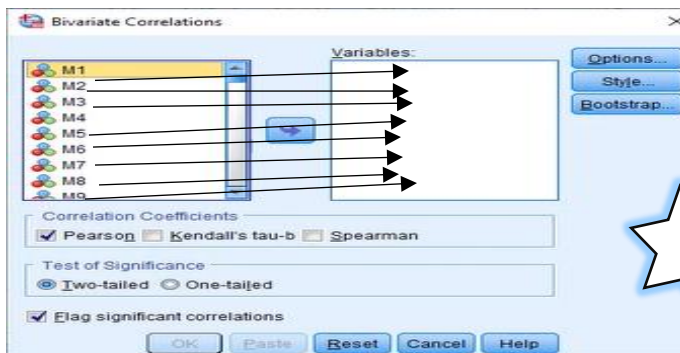 Bivariate Correlations
Variables:
M1
M2
M3
M4
M5
M6
M7
M8
M9
Options...
Style...
Bootstrap...
Correlation Coefficients
Pearson Kendall's tau-b Spearman
Test of Significance
Two-tailed One-tailed
Flag significant correlations
OK Paste Reset Cancel Help